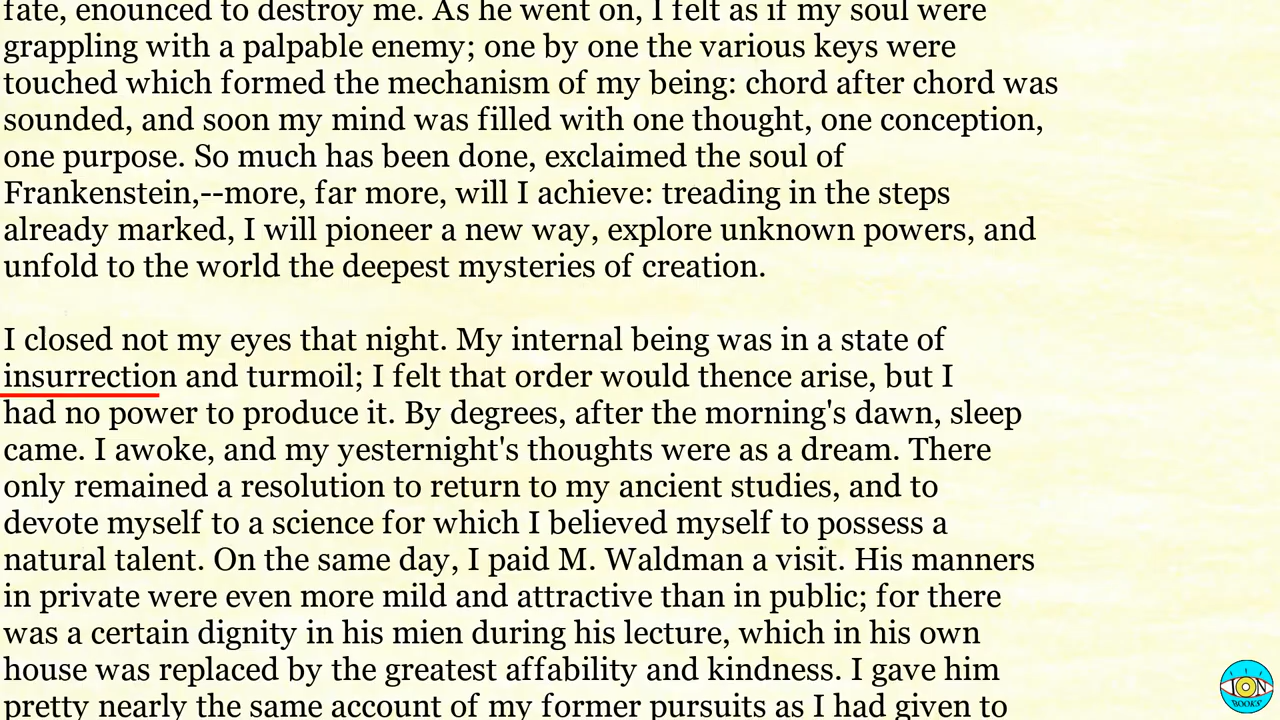 fate, enounced to destroy me. As he went on, I felt as if my soul were
grappling with a palpable enemy; one by one the various keys were
touched which formed the mechanism of my being: chord after chord was
sounded, and soon my mind was filled with one thought, one conception,
one purpose. So much has been done, exclaimed the soul of
Frankenstein,--more, far more, will I achieve: treading in the steps
already marked, I will pioneer a new way, explore unknown powers, and
unfold to the world the deepest mysteries of creation.
I closed not my eyes that night. My internal being was in a state of
insurrection and turmoil; I felt that order would thence arise, but I
had no power to produce it. By degrees, after the morning's dawn, sleep
came. I awoke, and my yesternight's thoughts were as a dream. There
only remained a resolution to return to my ancient studies, and to
devote myself to a science for which I believed myself to possess a
natural talent. On the same day, I paid M. Waldman a visit. His manners
in private were even more mild and attractive than in public; for there
was a certain dignity in his mien during his lecture, which in his own
house was replaced by the greatest affability and kindness. I gave him
pretty nearly the same account of my former pursuits as I had given to
ION
BOOKS